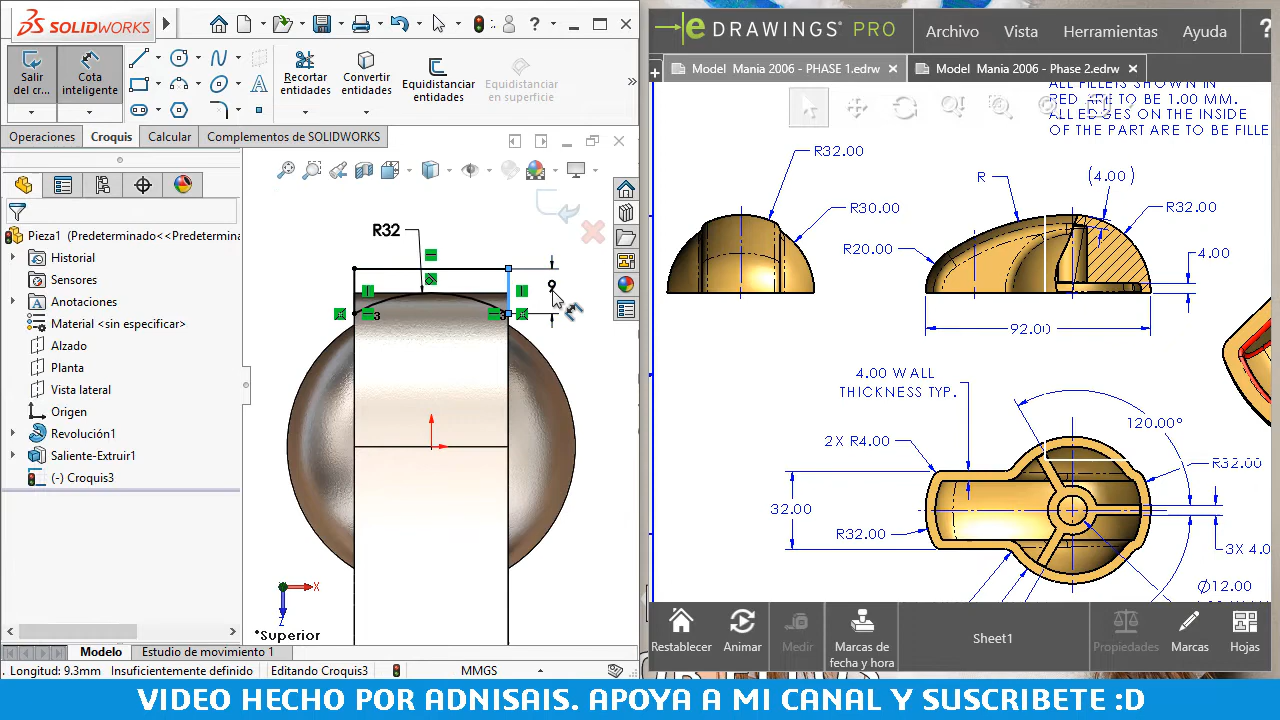 SOLIDWORKS
Salir
del cr...
Cota
inteligente
Recortar
entidades
Convertir
entidades
Equidistanciar
entidades
Equidistanciar
en superficie
Operaciones
Croquis
Calcular
Complementos de SOLIDWORKS
Pieza1 (Predeterminado<<Predetermina
Historial
Sensores
Anotaciones
Material <sin especificar>
Alzado
Planta
Vista lateral
Origen
Revolución1
Saliente-Extruir1
(-) Croquis3
R32
9
3
3
X
Z
*Superior
Modelo
Estudio de movimiento 1
Longitud: 9.3mm
Insuficientemente definido
Editando Croquis3
MMGS
eDRAWINGS® PRO
Archivo
Vista
Herramientas
Ayuda
?
Model Mania 2006 - PHASE 1.edrw
Model Mania 2006 - Phase 2.edrw
ALL FILLETS SHOWN IN
RED ARE TO BE 1.00 MM.
ALL EDGES ON THE INSIDE
OF THE PART ARE TO BE FILLE
R32.00
R30.00
R
(4.00 )
R32.00
R20.00
4.00
92.00
4.00 WALL
THICKNESS TYP.
2X R4.00
120.00°
R32.00
32.00
R32.00
3X 4.0
Ø12.00
Restablecer
Animar
Medir
Marcas de
fecha y hora
Sheet1
Propiedades
Marcas
Hojas
VIDEO HECHO POR ADNISAIS. APOYA A MI CANAL Y SUSCRIBETE :D